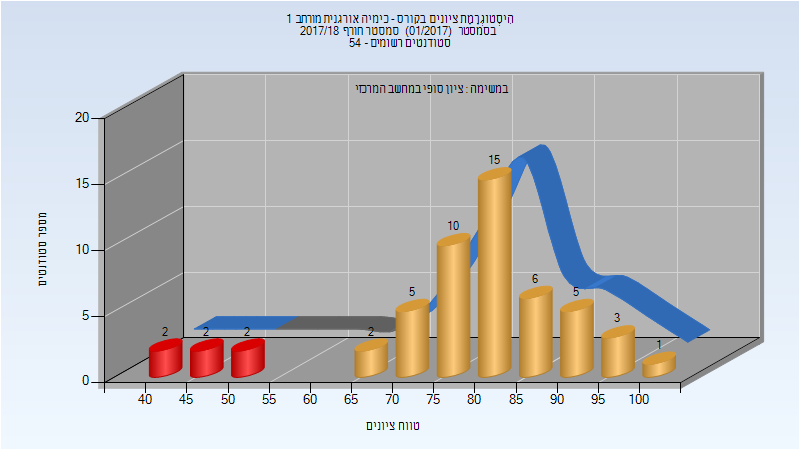 היסטוגרמת ציונים בקורס - כימיה אורגנית מורחב 1
בסמסטר (01/2017) סמסטר חורף 2017/18
סטודנטים רשומים - 54
במשימה : ציון סופי במחשב המרכזי
מספר סטודנטים
20
15
10
5
0
2
2
2
2
5
10
15
6
5
3
1
40 45 50 55 60 65 70 75 80 85 90 95 100
טווח ציונים